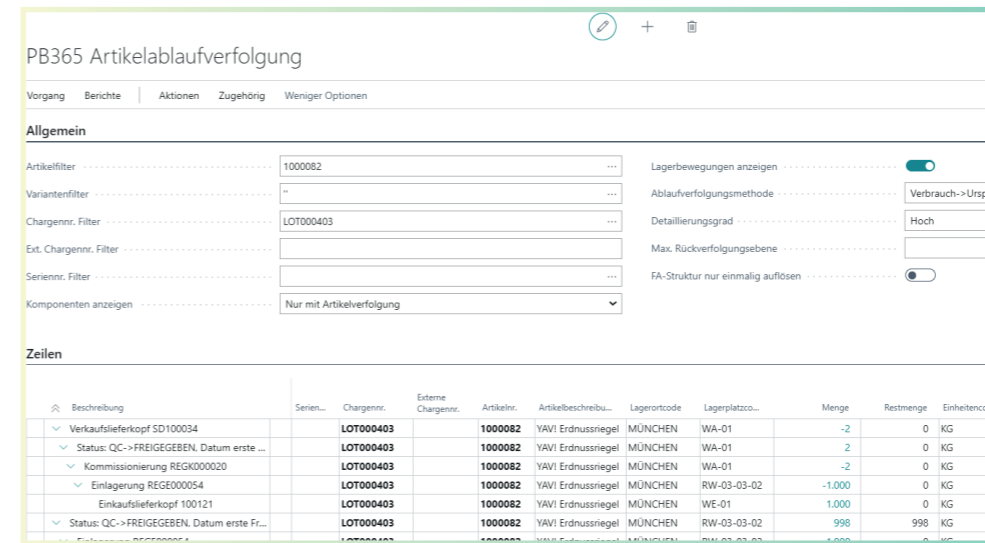 PB365 Artikelablaufverfolgung
Vorgang Berichte Aktionen Zugehörig Weniger Optionen
Allgemein
Artikelfilter 1000082 ... Lagerbewegungen anzeigen
Variantenfilter '' ... Ablaufverfolgungsmethode Verbrauch->Ursp
Chargennr. Filter LOT000403 ... Detaillierungsgrad Hoch
Ext. Chargennr. Filter Max. Rückverfolgungsebene
Seriennr. Filter ... FA-Struktur nur einmalig auflösen
Komponenten anzeigen Nur mit Artikelverfolgung
Zeilen
Beschreibung Serien... Chargennr. Externe Chargennr. Artikelnr. Artikelbeschreibu... Lagerortcode Lagerplatzco... Menge Restmenge Einheitenco
Verkaufslieferkopf SD100034 LOT000403 1000082 YAV! Erdnussriegel MÜNCHEN WA-01 -2 0 KG
Status: QC->FREIGEGEBEN, Datum erste ... LOT000403 1000082 YAV! Erdnussriegel MÜNCHEN WA-01 2 0 KG
Kommissionierung REGK000020 LOT000403 1000082 YAV! Erdnussriegel MÜNCHEN WA-01 -2 0 KG
Einlagerung REGE000054 LOT000403 1000082 YAV! Erdnussriegel MÜNCHEN RW-03-03-02 -1.000 0 KG
Einkaufslieferkopf 100121 LOT000403 1000082 YAV! Erdnussriegel MÜNCHEN WE-01 1.000 0 KG
Status: QC->FREIGEGEBEN, Datum erste Fr... LOT000403 1000082 YAV! Erdnussriegel MÜNCHEN RW-03-03-02 998 998 KG